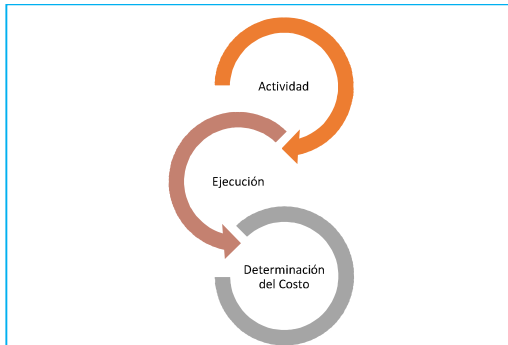 Actividad
Ejecución
Determinación
del Costo